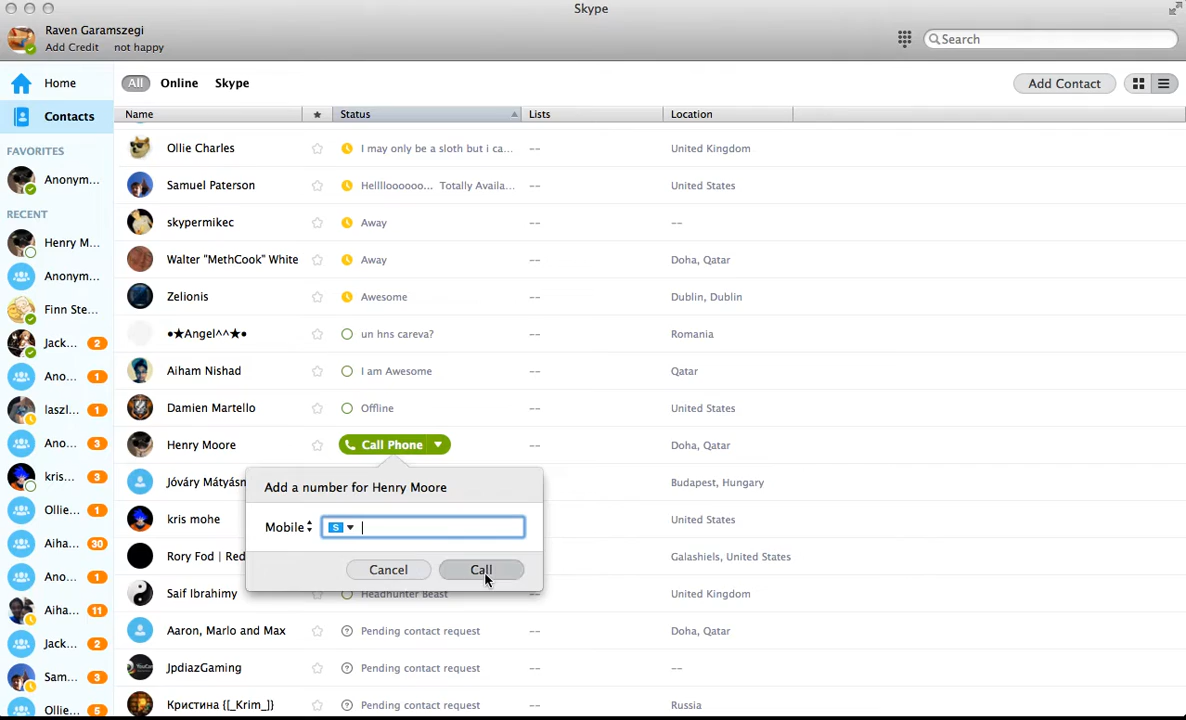 Skype
Raven Garamszegi
Add Credit not happy
Search
Home
Contacts
FAVORITES
Anonym...
RECENT
Henry M...
Anonym...
Finn Ste...
Jack... 2
Ano... 1
laszl... 1
Ano... 3
kris... 3
Ollie... 1
Aiha... 30
Ano... 1
Aiha... 11
Jack... 2
Sam... 3
Ollie... 5
All Online Skype Add Contact
Name ★ Status Lists Location
Ollie Charles I may only be a sloth but i ca... -- United Kingdom
Samuel Paterson Helllloooooo... Totally Availa... -- United States
skypermikec Away -- --
Walter "MethCook" White Away -- Doha, Qatar
Zelionis Awesome -- Dublin, Dublin
•★Angel^^★• un hns careva? -- Romania
Aiham Nishad I am Awesome -- Qatar
Damien Martello Offline -- United States
Henry Moore Call Phone -- Doha, Qatar
Jóváry Mátyásn Budapest, Hungary
kris mohe United States
Rory Fod | Red Galashiels, United States
Saif Ibrahimy Headhunter Beast -- United Kingdom
Aaron, Marlo and Max Pending contact request -- Doha, Qatar
JpdiazGaming Pending contact request -- --
Кристина {[_Krim_]} Pending contact request -- Russia
Add a number for Henry Moore
Mobile S
Cancel Call